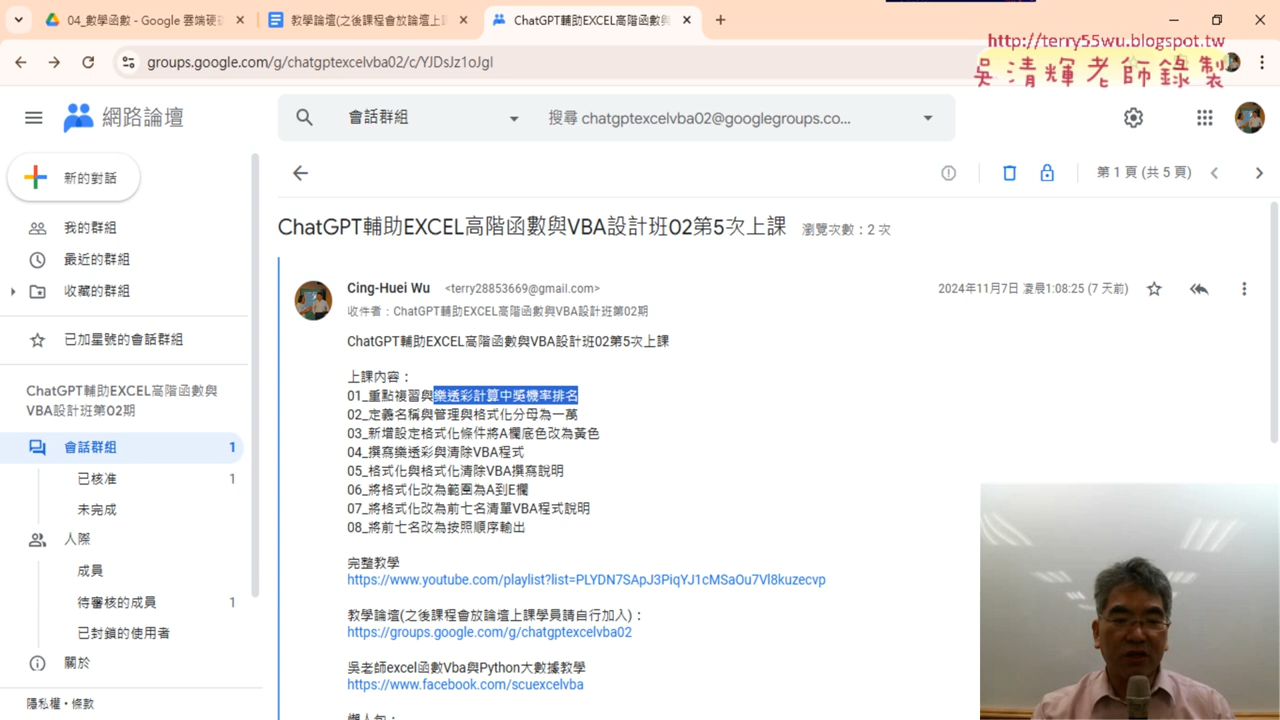 04_數學函數 - Google 雲端硬
教學論壇(之後課程會放論壇上
ChatGPT輔助EXCEL高階函數與
http://terry55wu.blogspot.tw
吳清輝老師錄製
groups.google.com/g/chatgptexcelvba02/c/YJDsJz1oJgI
網路論壇
會話群組
搜尋 chatgptexcelvba02@googlegroups.co...
新的對話
第 1 頁 (共 5 頁)
我的群組
最近的群組
收藏的群組
已加星號的會話群組
ChatGPT輔助EXCEL高階函數與
VBA設計班第02期
會話群組 1
已核准 1
未完成
人際
成員
待審核的成員 1
已封鎖的使用者
關於
隱私權 • 條款
ChatGPT輔助EXCEL高階函數與VBA設計班02第5次上課 瀏覽次數：2 次
Cing-Huei Wu <terry28853669@gmail.com>
2024年11月7日 凌晨1:08:25 (7 天前)
收件者：ChatGPT輔助EXCEL高階函數與VBA設計班第02期
ChatGPT輔助EXCEL高階函數與VBA設計班02第5次上課
上課內容：
01_重點複習與樂透彩計算中獎機率排名
02_定義名稱與管理與格式化分母為一萬
03_新增設定格式化條件將A欄底色改為黃色
04_撰寫樂透彩與清除VBA程式
05_格式化與格式化清除VBA撰寫說明
06_將格式化改為範圍為A到E欄
07_將格式化改為前七名清單VBA程式說明
08_將前七名改為按照順序輸出
完整教學
https://www.youtube.com/playlist?list=PLYDN7SApJ3PiqYJ1cMSaOu7Vl8kuzecvp
教學論壇(之後課程會放論壇上課學員請自行加入)：
https://groups.google.com/g/chatgptexcelvba02
吳老師excel函數Vba與Python大數據教學
https://www.facebook.com/scuexcelvba
懶人包：